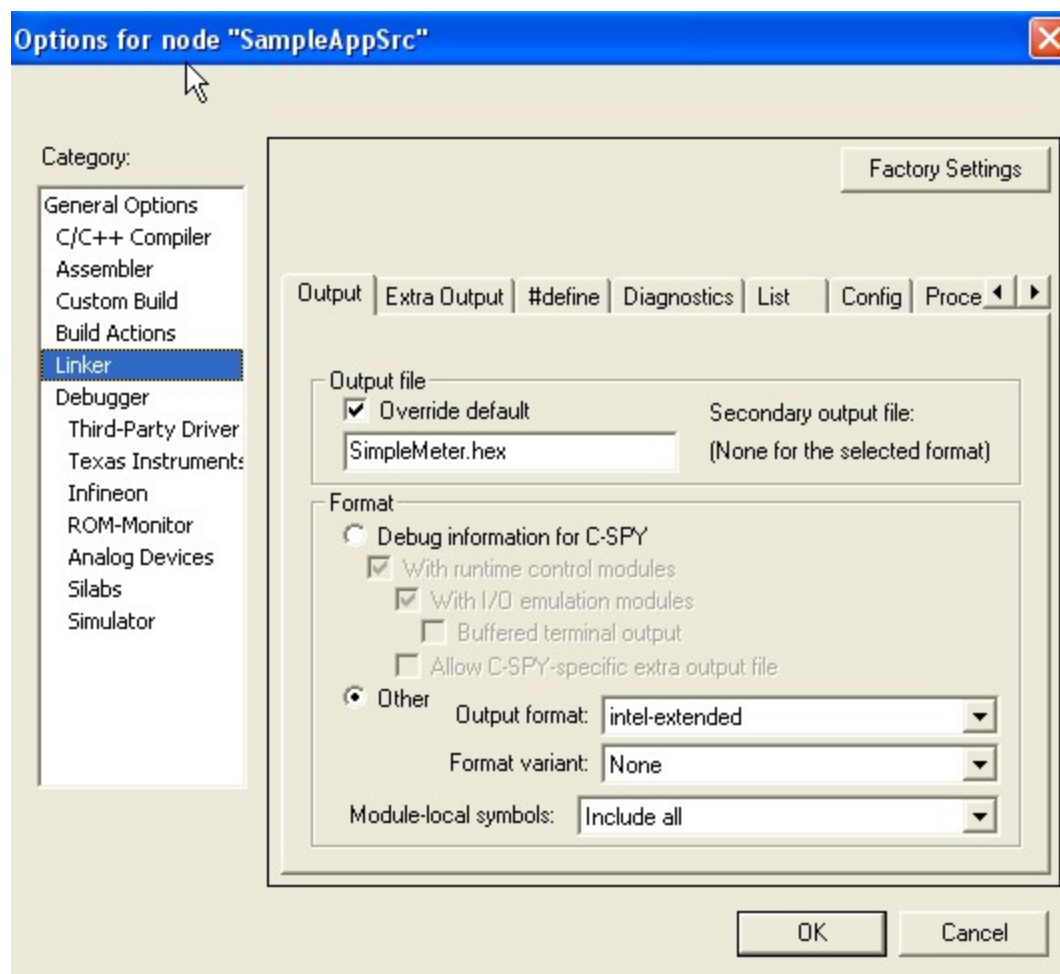 Options for node "SampleAppSrc"
Category:
General Options
C/C++ Compiler
Assembler
Custom Build
Build Actions
Linker
Debugger
Third-Party Driver
Texas Instruments
Infineon
ROM-Monitor
Analog Devices
Silabs
Simulator
Factory Settings
Output Extra Output #define Diagnostics List Config Proce
Output file
Override default
Secondary output file:
SimpleMeter.hex
(None for the selected format)
Format
Debug information for C-SPY
With runtime control modules
With I/O emulation modules
Buffered terminal output
Allow C-SPY-specific extra output file
Other
Output format: intel-extended
Format variant: None
Module-local symbols: Include all
OK Cancel